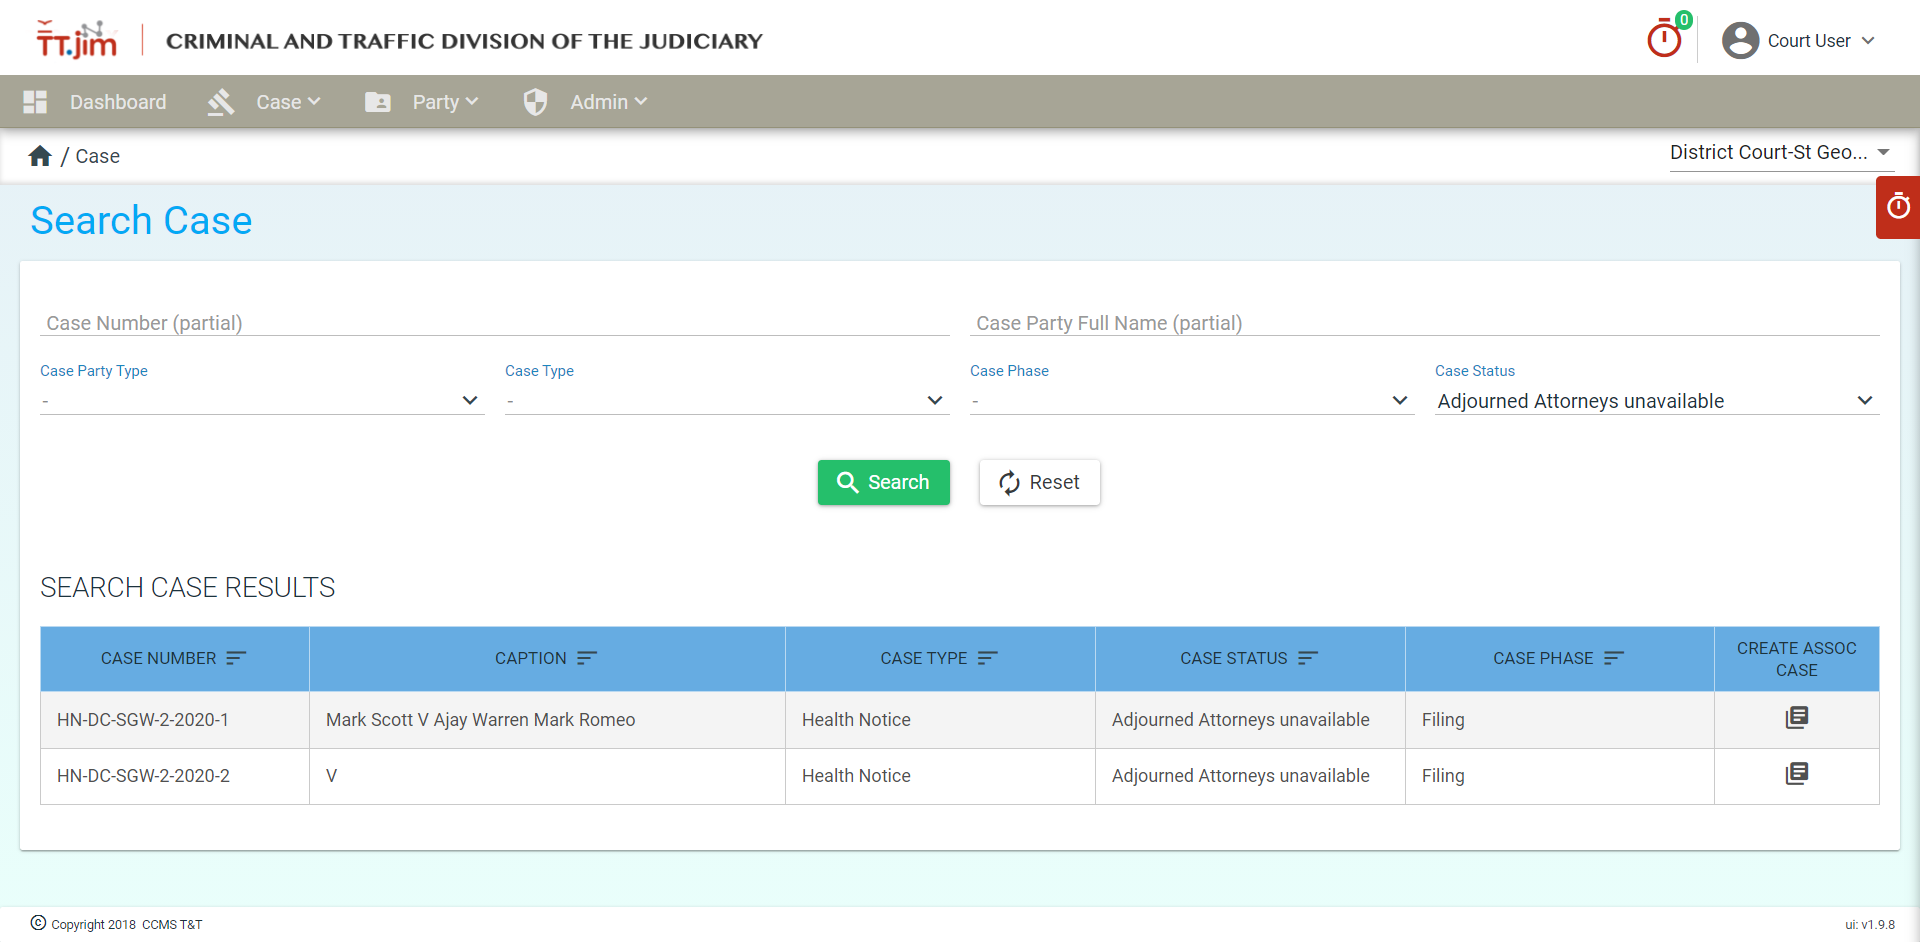 TT.jim
CRIMINAL AND TRAFFIC DIVISION OF THE JUDICIARY
0
Court User
Dashboard
Case
Party
Admin
/ Case
District Court-St Geo...
Search Case
Case Number (partial)
Case Party Full Name (partial)
Case Party Type
Case Type
Case Phase
Case Status
-
-
-
Adjourned Attorneys unavailable
Search
Reset
SEARCH CASE RESULTS
CASE NUMBER
CAPTION
CASE TYPE
CASE STATUS
CASE PHASE
CREATE ASSOC
CASE
HN-DC-SGW-2-2020-1
Mark Scott V Ajay Warren Mark Romeo
Health Notice
Adjourned Attorneys unavailable
Filing
HN-DC-SGW-2-2020-2
V
Health Notice
Adjourned Attorneys unavailable
Filing
© Copyright 2018 CCMS T&T
ui: v1.9.8